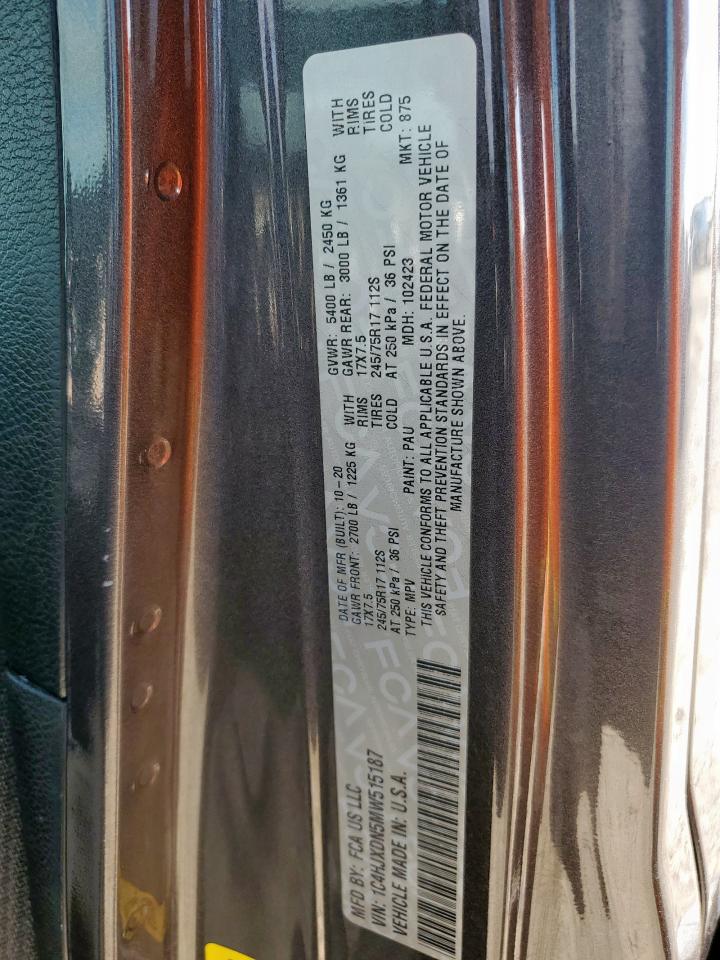 MFD BY: FCA US LLC
DATE OF MFR (BUILT): 10-20
GVWR: 5400 LB / 2450 KG
GAWR FRONT: 2700 LB / 1225 KG WITH
GAWR REAR: 3000 LB / 1361 KG WITH
17X7.5 RIMS
17X7.5 RIMS
245/75R17 112S TIRES
245/75R17 112S TIRES
AT 250 kPa / 36 PSI COLD
AT 250 kPa / 36 PSI COLD
VIN: 1C4HJXDN5MW515187
TYPE: MPV PAINT: PAU MDH: 102423 MKT: 875
VEHICLE MADE IN: U.S.A.
THIS VEHICLE CONFORMS TO ALL APPLICABLE U.S.A. FEDERAL MOTOR VEHICLE
SAFETY AND THEFT PREVENTION STANDARDS IN EFFECT ON THE DATE OF
MANUFACTURE SHOWN ABOVE.